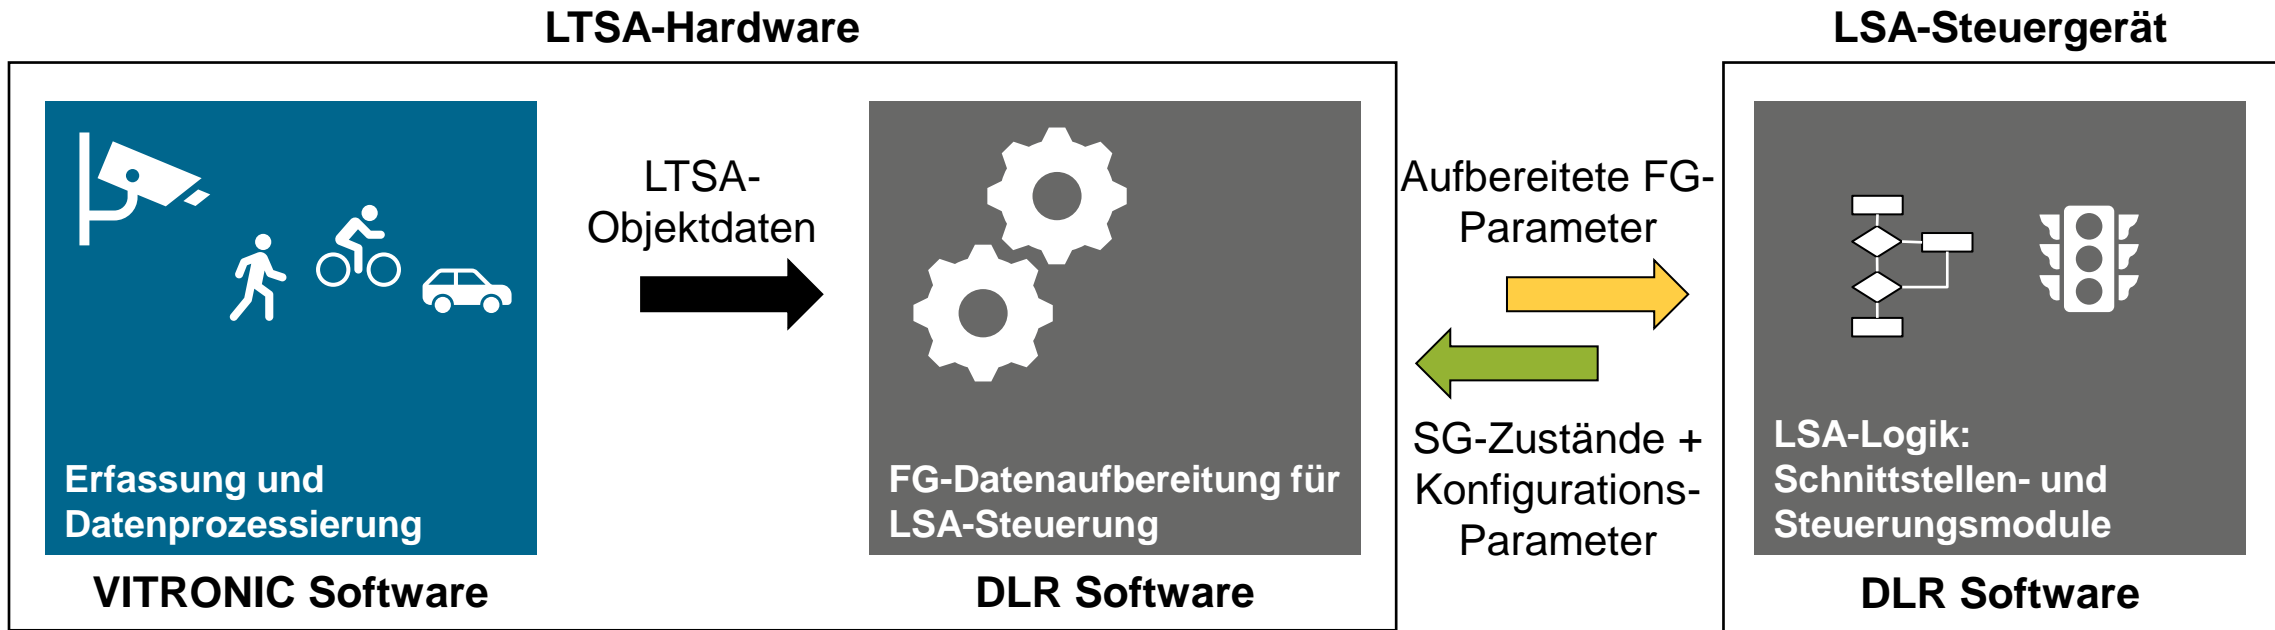 LTSA-Hardware
LSA-Steuergerät
LTSA-
Objektdaten
Aufbereitete FG-
Parameter
SG-Zustände +
Konfigurations-
Parameter
Erfassung und
Datenprozessierung
FG-Datenaufbereitung für
LSA-Steuerung
LSA-Logik:
Schnittstellen- und
Steuerungsmodule
VITRONIC Software
DLR Software
DLR Software